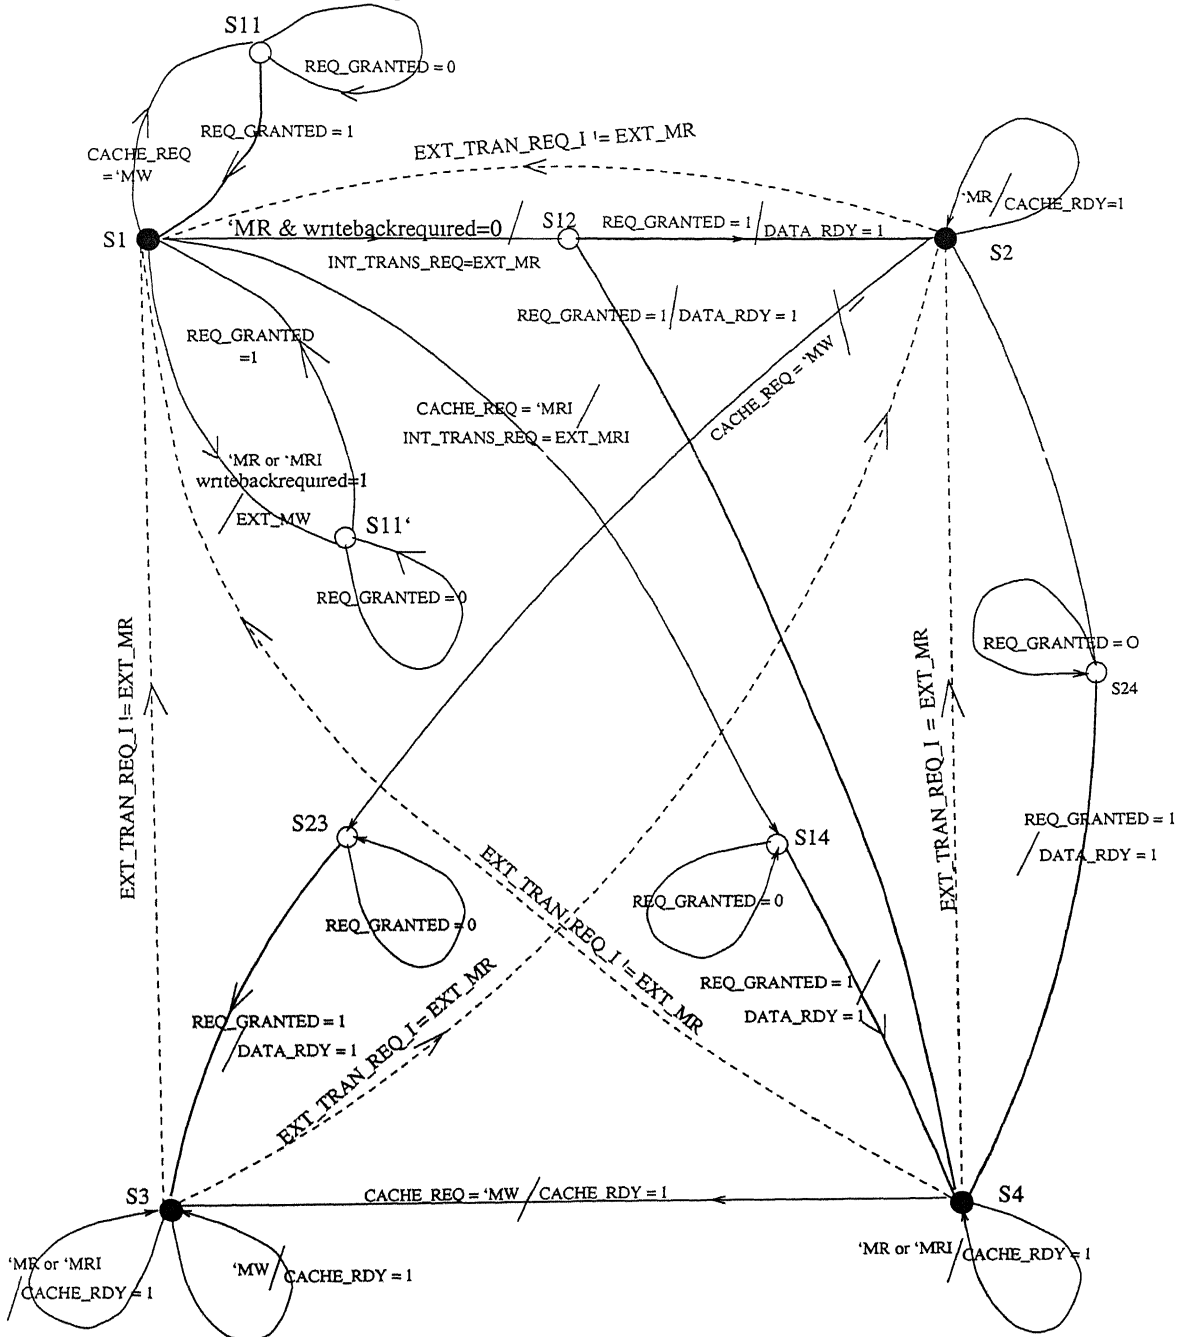 S11
REQ_GRANTED = 0
REQ_GRANTED = 1
CACHE_REQ
= ‘MW
EXT_TRAN_REQ_I != EXT_MR
‘MR / CACHE_RDY=1
S1
‘MR & writebackrequired=0 /
INT_TRANS_REQ=EXT_MR
S12
REQ_GRANTED = 1 / DATA_RDY = 1
S2
REQ_GRANTED = 1 / DATA_RDY = 1
CACHE_REQ = ‘MW /
REQ_GRANTED
=1
CACHE_REQ = ‘MRI /
INT_TRANS_REQ = EXT_MRI
‘MR or ‘MRI
writebackrequired=1
/ EXT_MW
S11‘
REQ_GRANTED = 0
EXT_TRAN_REQ_I != EXT_MR
EXT_TRAN_REQ_I = EXT_MR
REQ_GRANTED = O
S24
REQ_GRANTED = 1
/ DATA_RDY = 1
S23
REQ_GRANTED = 0
S14
REQ_GRANTED = 0
EXT_TRAN_REQ_I != EXT_MR
EXT_TRAN_REQ_I = EXT_MR
REQ_GRANTED = 1 /
DATA_RDY = 1
REQ_GRANTED = 1
/ DATA_RDY = 1
S3
CACHE_REQ = ‘MW / CACHE_RDY = 1
S4
‘MR or ‘MRI
/ CACHE_RDY = 1
‘MW / CACHE_RDY = 1
‘MR or ‘MRI / CACHE_RDY = 1